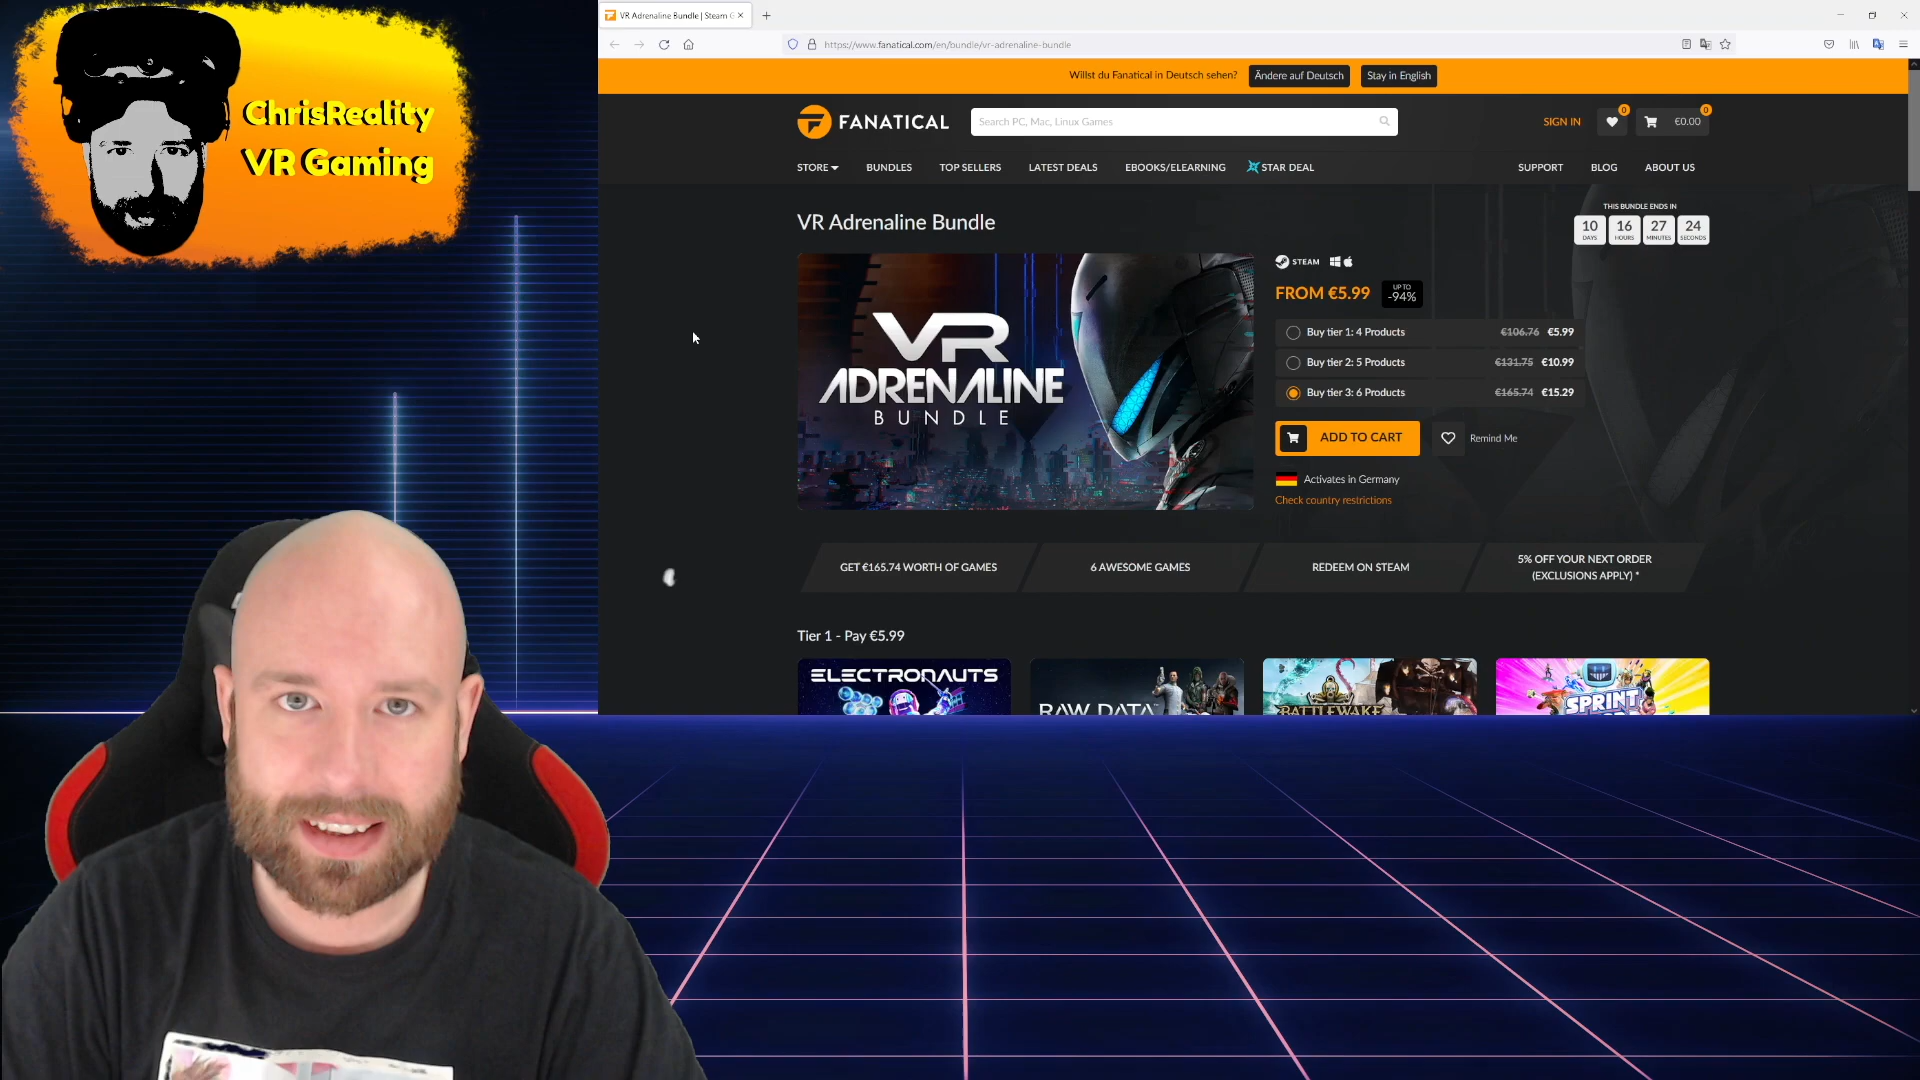 ChrisReality
VR Gaming
VR Adrenaline Bundle | Steam G
https://www.fanatical.com/en/bundle/vr-adrenaline-bundle
Willst du Fanatical in Deutsch sehen? Ändere auf Deutsch Stay in English
FANATICAL
Search PC, Mac, Linux Games
SIGN IN
0
0
€0.00
STORE BUNDLES TOP SELLERS LATEST DEALS EBOOKS/ELEARNING STAR DEAL SUPPORT BLOG ABOUT US
VR Adrenaline Bundle
THIS BUNDLE ENDS IN
10 16 27 24
DAYS HOURS MINUTES SECONDS
VR
ADRENALINE
BUNDLE
STEAM
FROM €5.99
UP TO
-94%
Buy tier 1: 4 Products €106.76 €5.99
Buy tier 2: 5 Products €131.75 €10.99
Buy tier 3: 6 Products €165.74 €15.29
ADD TO CART
Remind Me
Activates in Germany
Check country restrictions
GET €165.74 WORTH OF GAMES
6 AWESOME GAMES
REDEEM ON STEAM
5% OFF YOUR NEXT ORDER
(EXCLUSIONS APPLY) *
Tier 1 - Pay €5.99
ELECTRONAUTS
RAW DATA
BATTLEWAKE
SPRINT